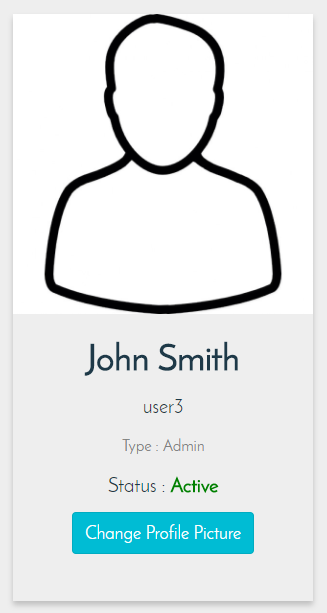 John Smith
user3
Type : Admin
Status : Active
Change Profile Picture